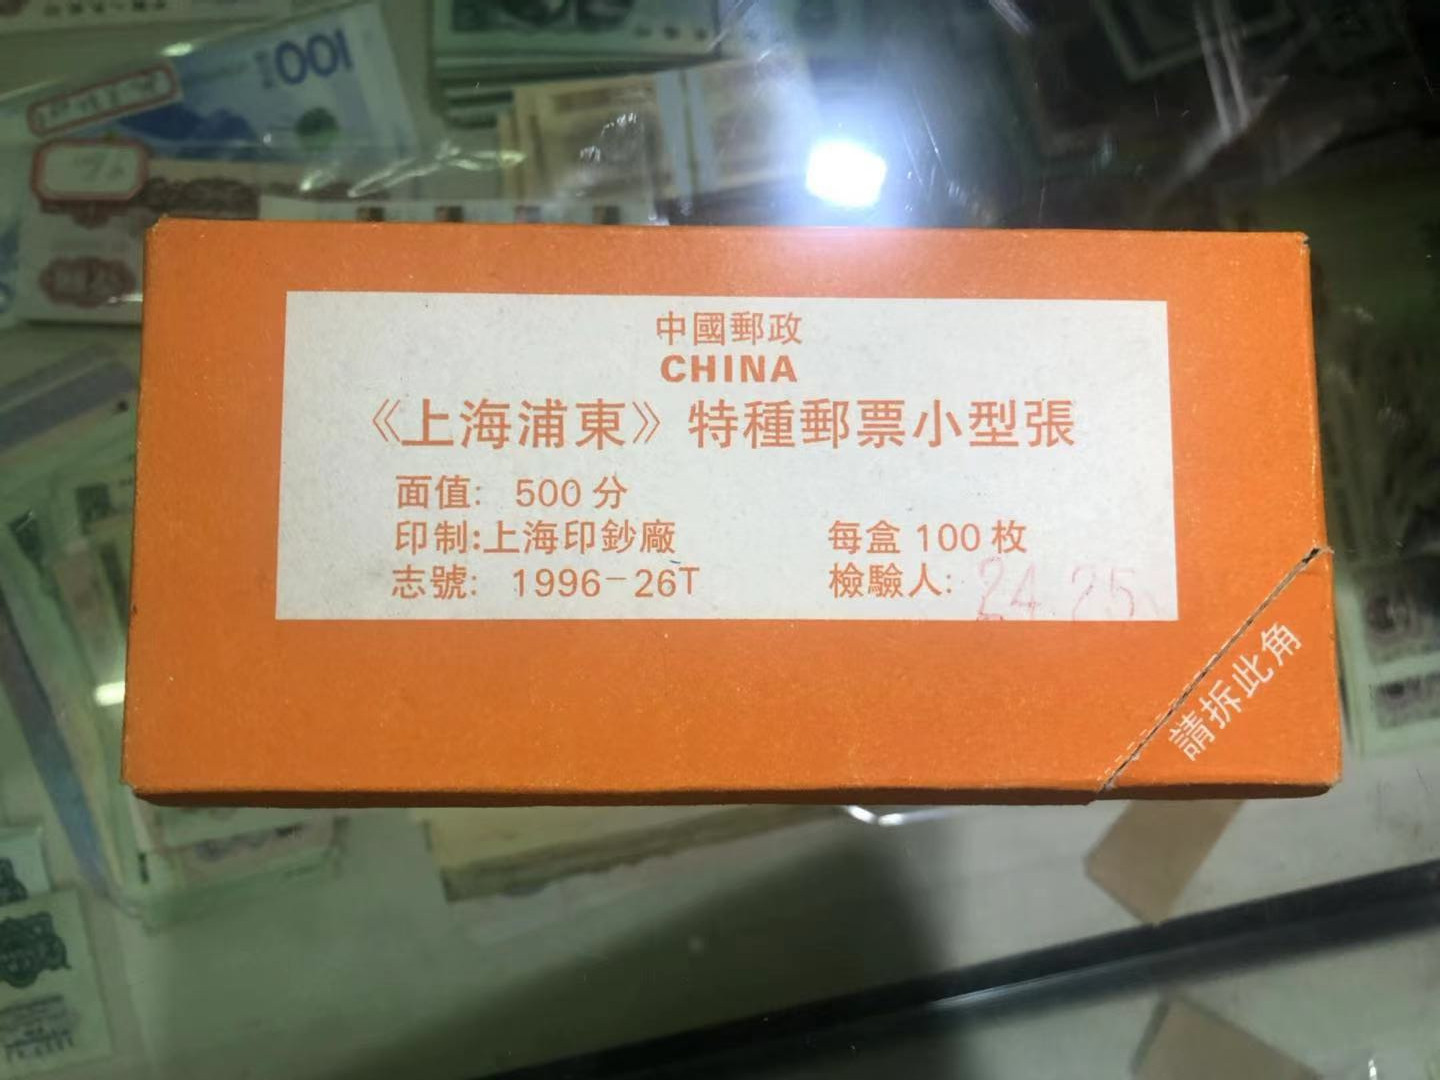 100
中國郵政
CHINA
《上海浦東》特種郵票小型張
面值: 500分
印制:上海印鈔廠 每盒100枚
志號: 1996-26T 檢驗人: 24 25
請拆此角